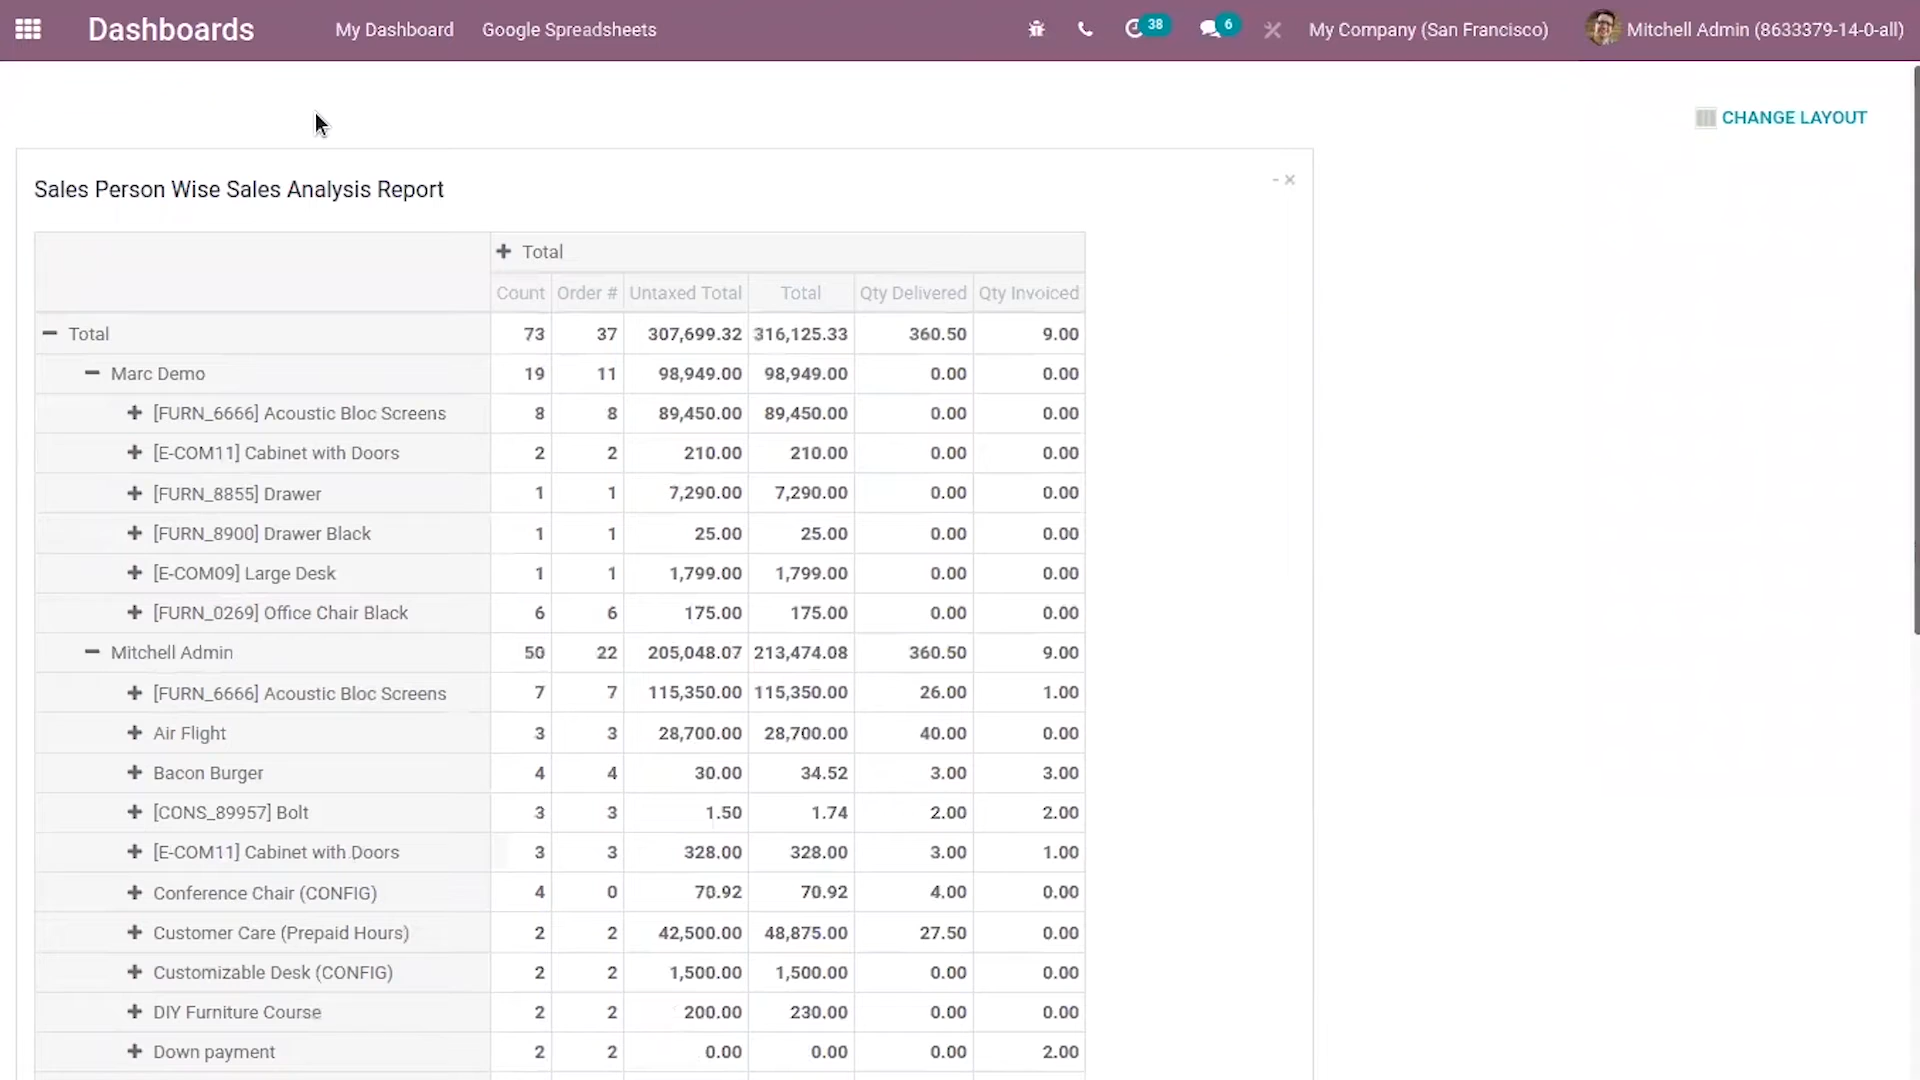 Dashboards My Dashboard Google Spreadsheets 38 6 My Company (San Francisco) Mitchell Admin (8633379-14-0-all)
CHANGE LAYOUT
Sales Person Wise Sales Analysis Report
Total
Count Order # Untaxed Total Total Qty Delivered Qty Invoiced
Total 73 37 307,699.32 316,125.33 360.50 9.00
Marc Demo 19 11 98,949.00 98,949.00 0.00 0.00
[FURN_6666] Acoustic Bloc Screens 8 8 89,450.00 89,450.00 0.00 0.00
[E-COM11] Cabinet with Doors 2 2 210.00 210.00 0.00 0.00
[FURN_8855] Drawer 1 1 7,290.00 7,290.00 0.00 0.00
[FURN_8900] Drawer Black 1 1 25.00 25.00 0.00 0.00
[E-COM09] Large Desk 1 1 1,799.00 1,799.00 0.00 0.00
[FURN_0269] Office Chair Black 6 6 175.00 175.00 0.00 0.00
Mitchell Admin 50 22 205,048.07 213,474.08 360.50 9.00
[FURN_6666] Acoustic Bloc Screens 7 7 115,350.00 115,350.00 26.00 1.00
Air Flight 3 3 28,700.00 28,700.00 40.00 0.00
Bacon Burger 4 4 30.00 34.52 3.00 3.00
[CONS_89957] Bolt 3 3 1.50 1.74 2.00 2.00
[E-COM11] Cabinet with Doors 3 3 328.00 328.00 3.00 1.00
Conference Chair (CONFIG) 4 0 70.92 70.92 4.00 0.00
Customer Care (Prepaid Hours) 2 2 42,500.00 48,875.00 27.50 0.00
Customizable Desk (CONFIG) 2 2 1,500.00 1,500.00 0.00 0.00
DIY Furniture Course 2 2 200.00 230.00 0.00 0.00
Down payment 2 2 0.00 0.00 0.00 2.00